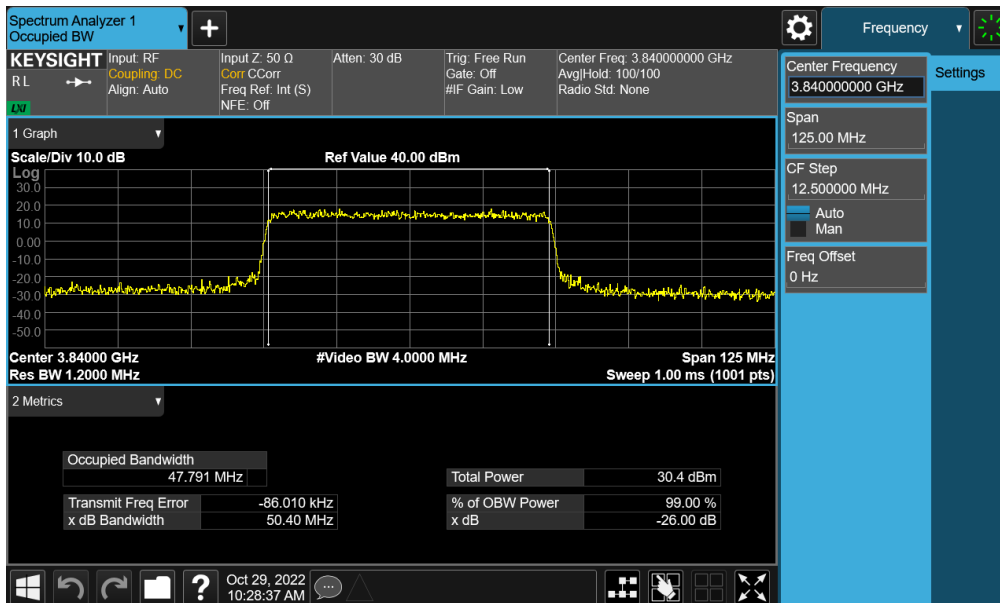 Spectrum Analyzer 1
Occupied BW
+
Frequency
KEYSIGHT
R L
LXI
Input: RF
Coupling: DC
Align: Auto
Input Z: 50 Ω
Corr CCorr
Freq Ref: Int (S)
NFE: Off
Atten: 30 dB
Trig: Free Run
Gate: Off
#IF Gain: Low
Center Freq: 3.840000000 GHz
Avg|Hold: 100/100
Radio Std: None
Center Frequency
3.840000000 GHz
Settings
Span
125.00 MHz
CF Step
12.500000 MHz
Auto
Man
Freq Offset
0 Hz
1 Graph
Scale/Div 10.0 dB
Ref Value 40.00 dBm
Log
30.0
20.0
10.0
0.00
-10.0
-20.0
-30.0
-40.0
-50.0
Center 3.84000 GHz
#Video BW 4.0000 MHz
Span 125 MHz
Res BW 1.2000 MHz
Sweep 1.00 ms (1001 pts)
2 Metrics
Occupied Bandwidth
47.791 MHz
Total Power 30.4 dBm
Transmit Freq Error -86.010 kHz
% of OBW Power 99.00 %
x dB Bandwidth 50.40 MHz
x dB -26.00 dB
?
Oct 29, 2022
10:28:37 AM